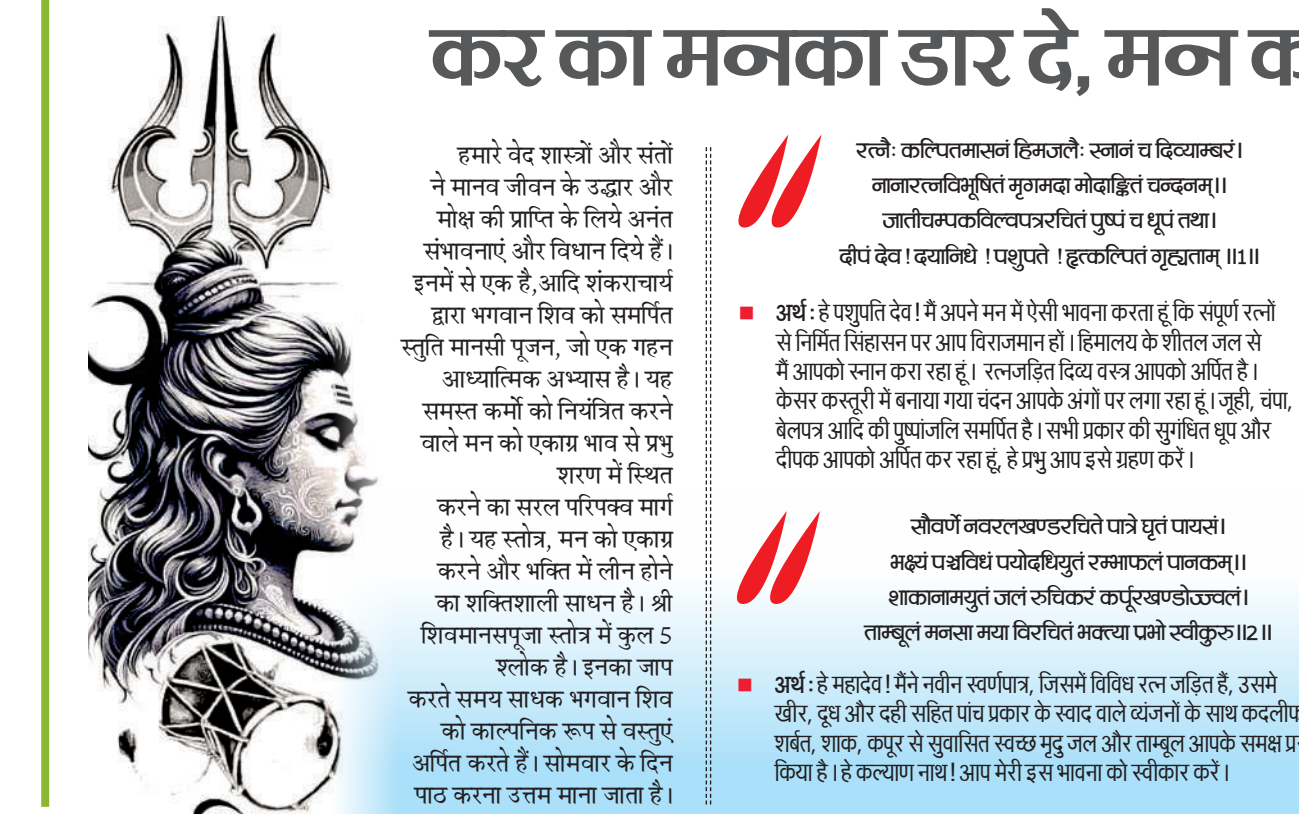 कर का मनका डार दे, मन
हमारे वेद शास्त्रों और संतों
ने मानव जीवन के उद्धार और
मोक्ष की प्राप्ति के लिये अनंत
संभावनाएं और विधान दिये हैं।
इनमें से एक है,आदि शंकराचार्य
द्वारा भगवान शिव को समर्पित
स्तुति मानसी पूजन, जो एक गहन
आध्यात्मिक अभ्यास है। यह
समस्त कर्मो को नियंत्रित करने
वाले मन को एकाग्र भाव से प्रभु
शरण में स्थित
करने का सरल परिपक्व मार्ग
है। यह स्तोत्र, मन को एकाग्र
करने और भक्ति में लीन होने
का शक्तिशाली साधन है। श्री
शिवमानसपूजा स्तोत्र में कुल 5
श्लोक है। इनका जाप
करते समय साधक भगवान शिव
को काल्पनिक रूप से वस्तुएं
अर्पित करते हैं। सोमवार के दिन
पाठ करना उत्तम माना जाता है।
रत्नैः कल्पितमासनं हिमजलैः स्नानं च दिव्याम्बरं।
नानारत्नविभूषितं मृगमदा मोदाङ्कितं चन्दनम्।।
जातीचम्पकविल्वपत्ररचितं पुष्पं च धूपं तथा।
दीपं देव ! दयानिधे ! पशुपते ! हृत्कल्पितं गृह्यताम् ॥1॥
अर्थ : हे पशुपति देव ! मैं अपने मन में ऐसी भावना करता हूं कि संपूर्ण रत्नों
से निर्मित सिंहासन पर आप विराजमान हों। हिमालय के शीतल जल से
मैं आपको स्नान करा रहा हूं। रत्नजड़ित दिव्य वस्त्र आपको अर्पित है।
केसर कस्तूरी में बनाया गया चंदन आपके अंगों पर लगा रहा हूं। जूही, चंपा,
बेलपत्र आदि की पुष्पांजलि समर्पित है। सभी प्रकार की सुगंधित धूप और
दीपक आपको अर्पित कर रहा हूं, हे प्रभु आप इसे ग्रहण करें।
सौवर्णे नवरलखण्डरचिते पात्रे घृतं पायसं।
भक्ष्यं पञ्चविधं पयोदधियुतं रम्भाफलं पानकम्।।
शाकानामयुतं जलं रुचिकरं कर्पूरखण्डोज्ज्वलं।
ताम्बूलं मनसा मया विरचितं भक्त्या प्रभो स्वीकुरु॥2॥
अर्थ : हे महादेव ! मैंने नवीन स्वर्णपात्र, जिसमें विविध रत्न जड़ित हैं, उसमे
खीर, दूध और दही सहित पांच प्रकार के स्वाद वाले व्यंजनों के साथ
शर्बत, शाक, कपूर से सुवासित स्वच्छ मृदु जल और ताम्बूल आपके समक्ष
किया है। हे कल्याण नाथ ! आप मेरी इस भावना को स्वीकार करें।